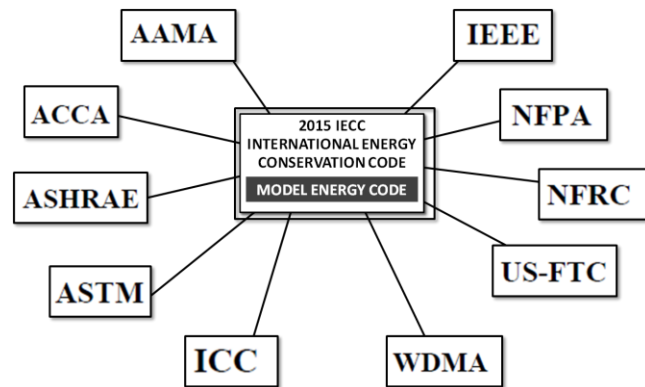 AAMA
IEEE
ACCA
2015 IECC
INTERNATIONAL ENERGY
CONSERVATION CODE
MODEL ENERGY CODE
NFPA
ASHRAE
NFRC
ASTM
US-FTC
ICC
WDMA